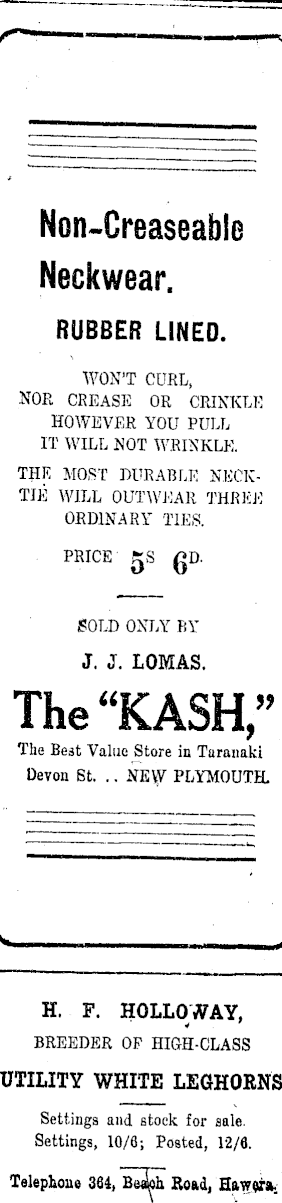 Non-Creaseable
Neckwear.
RUBBER LINED.
WON'T CURL,
NOR CREASE OR CRINKLE
HOWEVER YOU PULL
IT WILL NOT WRINKLE.
THE MOST DURABLE NECK-
TIE WILL OUTWEAR THREE
ORDINARY TIES.
PRICE 5S 6D.
SOLD ONLY BY
J. J. LOMAS.
The "KASH,"
The Best Value Store in Taranaki
Devon St. .. NEW PLYMOUTH.
H. F. HOLLOWAY,
BREEDER OF HIGH-CLASS
UTILITY WHITE LEGHORNS
Settings and stock for sale.
Settings, 10/6; Posted, 12/6.
Telephone 364, Beach Road, Hawera.